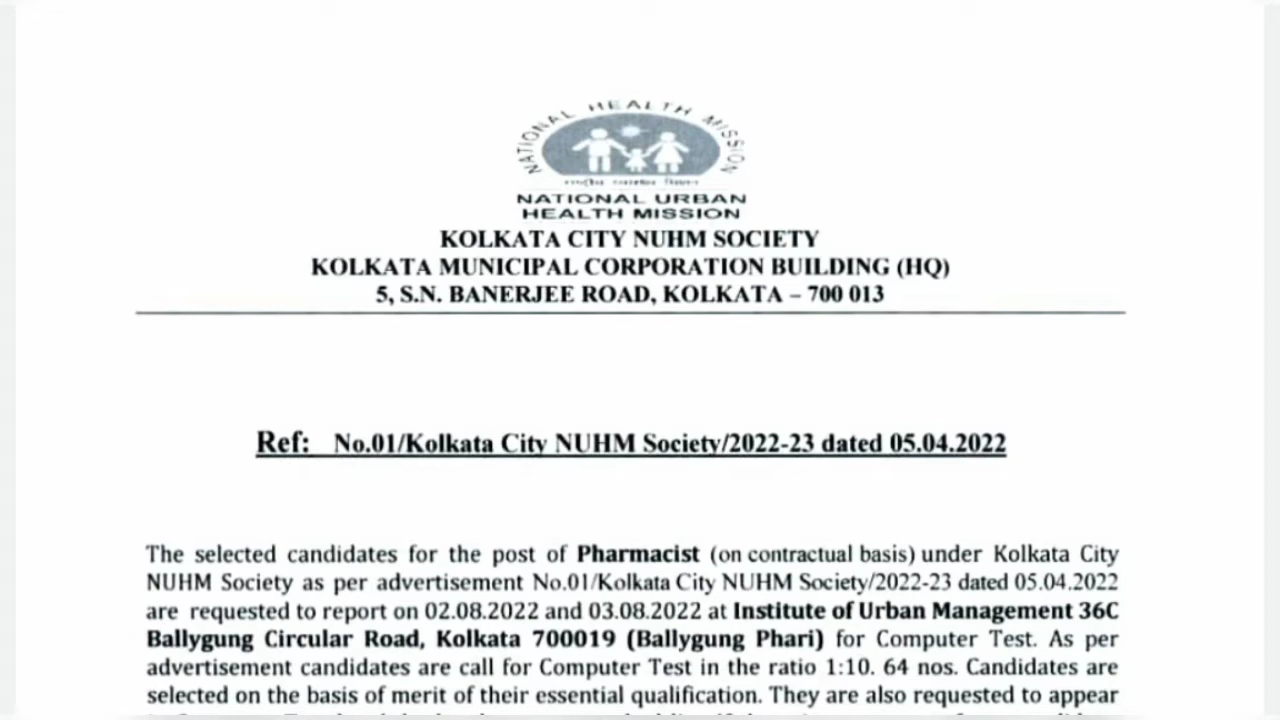 NATIONAL HEALTH MISSION
NATIONAL URBAN
HEALTH MISSION
KOLKATA CITY NUHM SOCIETY
KOLKATA MUNICIPAL CORPORATION BUILDING (HQ)
5, S.N. BANERJEE ROAD, KOLKATA – 700 013
Ref: No.01/Kolkata City NUHM Society/2022-23 dated 05.04.2022
The selected candidates for the post of Pharmacist (on contractual basis) under Kolkata City
NUHM Society as per advertisement No.01/Kolkata City NUHM Society/2022-23 dated 05.04.2022
are requested to report on 02.08.2022 and 03.08.2022 at Institute of Urban Management 36C
Ballygung Circular Road, Kolkata 700019 (Ballygung Phari) for Computer Test. As per
advertisement candidates are call for Computer Test in the ratio 1:10. 64 nos. Candidates are
selected on the basis of merit of their essential qualification. They are also requested to appear